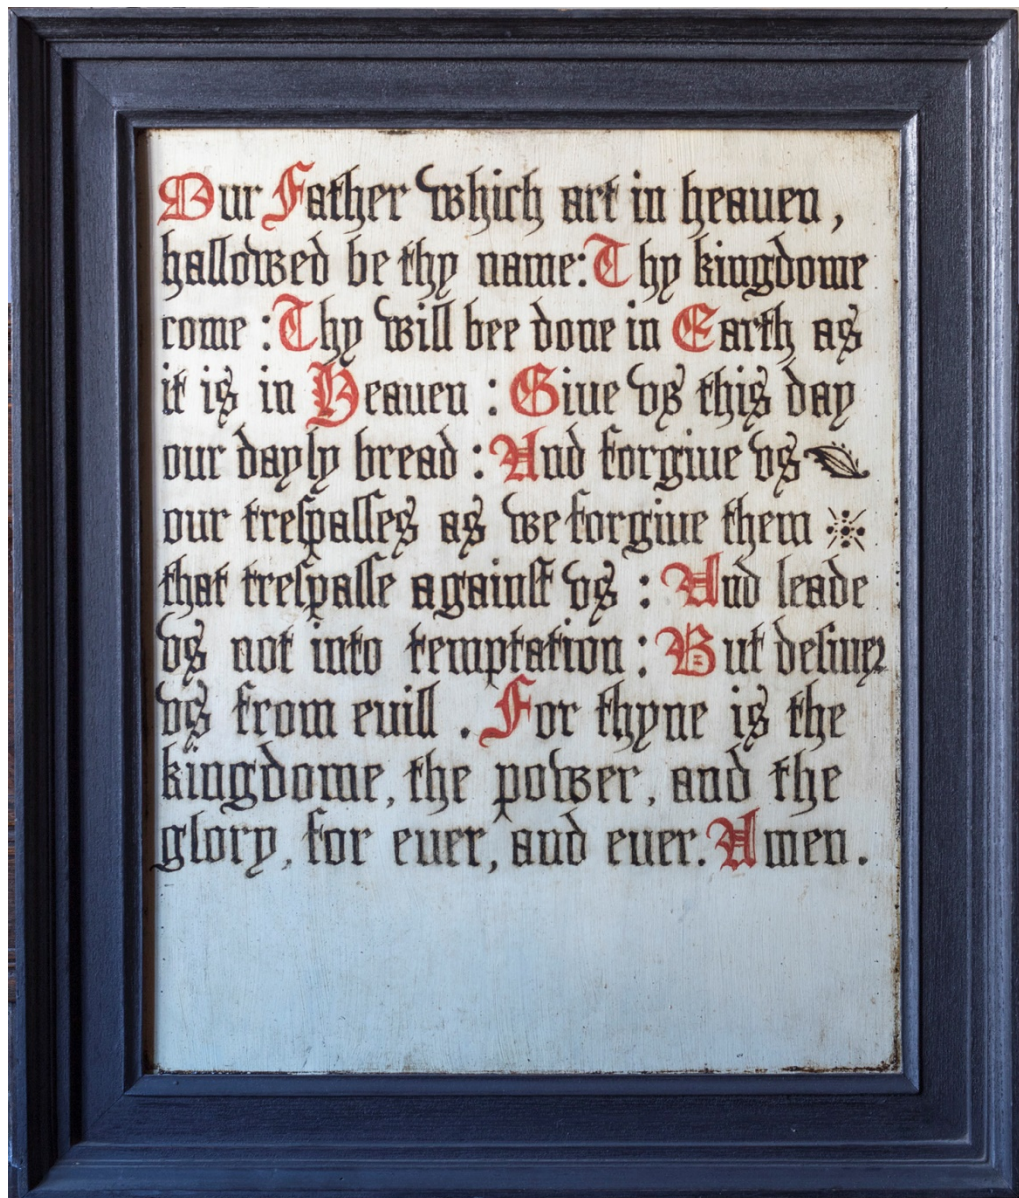 Our Father which art in heauen,
hallowed be thy name: Thy kingdome
come : Thy will bee done in Earth as
it is in Heauen : Giue vs this day
our dayly bread : And forgiue vs
our treſpaſſes as we forgiue them
that treſpaſſe againſt vs : And leade
vs not into temptation : But deliuer
vs from euill . For thyne is the
kingdome, the power, and the
glory, for euer, and euer. Amen.